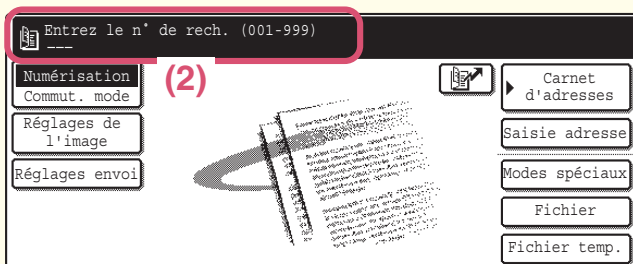 Entrez le n° de rech. (001-999)
---
(2)
Numérisation
Commut. mode
Réglages de
l'image
Réglages envoi
Carnet
d'adresses
Saisie adresse
Modes spéciaux
Fichier
Fichier temp.